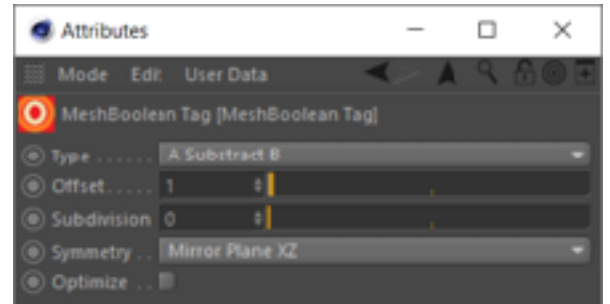 Attributes
Mode Edit User Data
MeshBoolean Tag [MeshBoolean Tag]
Type . . . . . . A Substract B
Offset. . . . . 1
Subdivision 0
Symmetry . . Mirror Plane XZ
Optimize . .